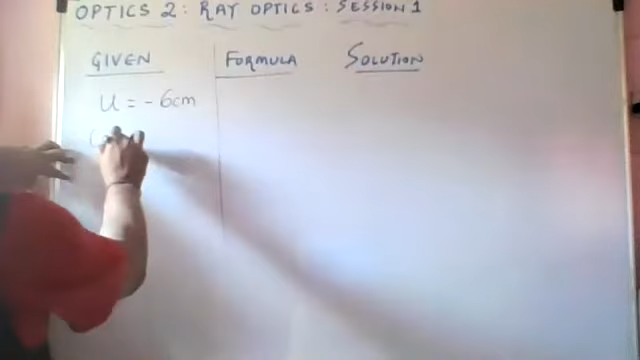 OPTICS 2: RAY OPTICS: SESSION 1
GIVEN FORMULA SOLUTION
U = - 6cm